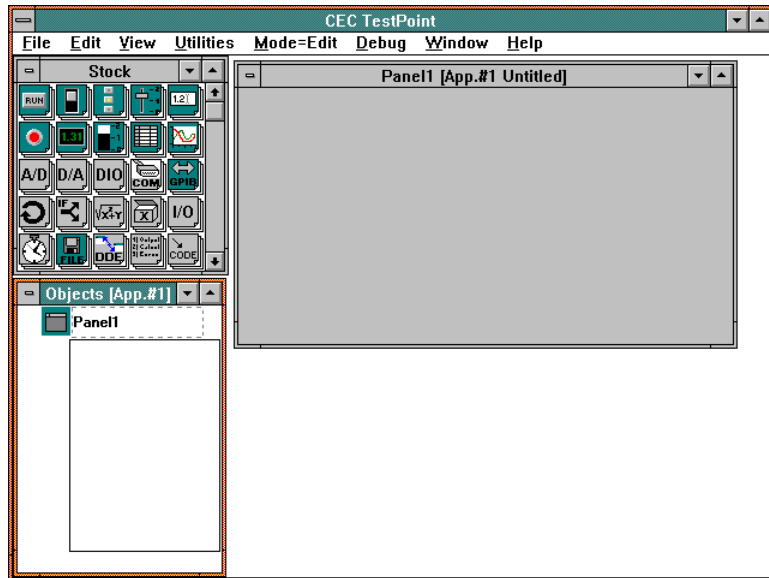 CEC TestPoint
File Edit View Utilities Mode=Edit Debug Window Help
Stock
RUN 1.2
1.31
A/D D/A DIO COM GPIB
IF √X+Y X I/O
FILE DDE CODE
Panel1 [App.#1 Untitled]
Objects [App.#1]
Panel1